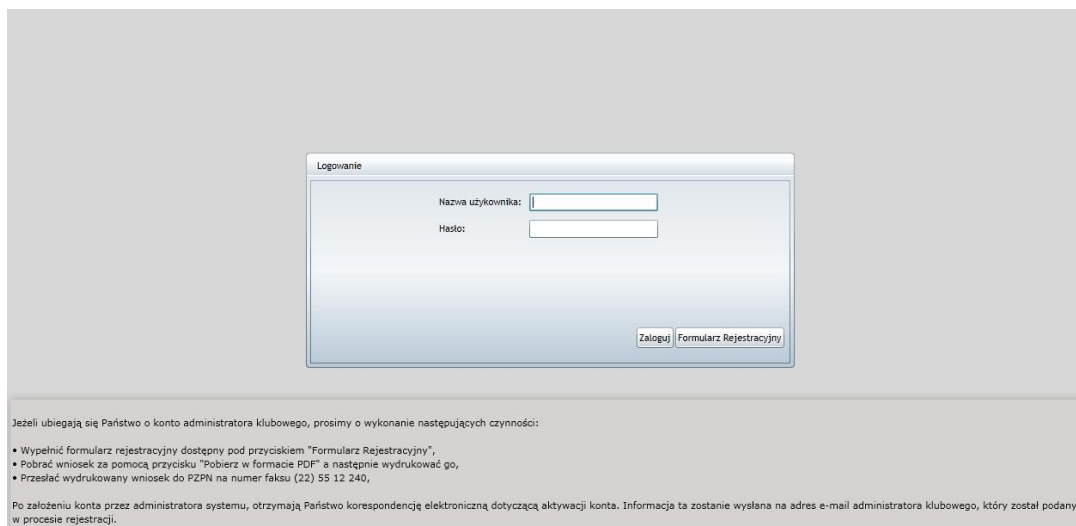 Logowanie
Nazwa użykownika:
Hasło:
Zaloguj Formularz Rejestracyjny
Jeżeli ubiegają się Państwo o konto administratora klubowego, prosimy o wykonanie następujących czynności:
• Wypełnić formularz rejestracyjny dostępny pod przyciskiem "Formularz Rejestracyjny",
• Pobrać wniosek za pomocą przycisku "Pobierz w formacie PDF" a następnie wydrukować go,
• Przesłać wydrukowany wniosek do PZPN na numer faksu (22) 55 12 240,
Po założeniu konta przez administratora systemu, otrzymają Państwo korespondencję elektroniczną dotyczącą aktywacji konta. Informacja ta zostanie wysłana na adres e-mail administratora klubowego, który został podany
w procesie rejestracji.